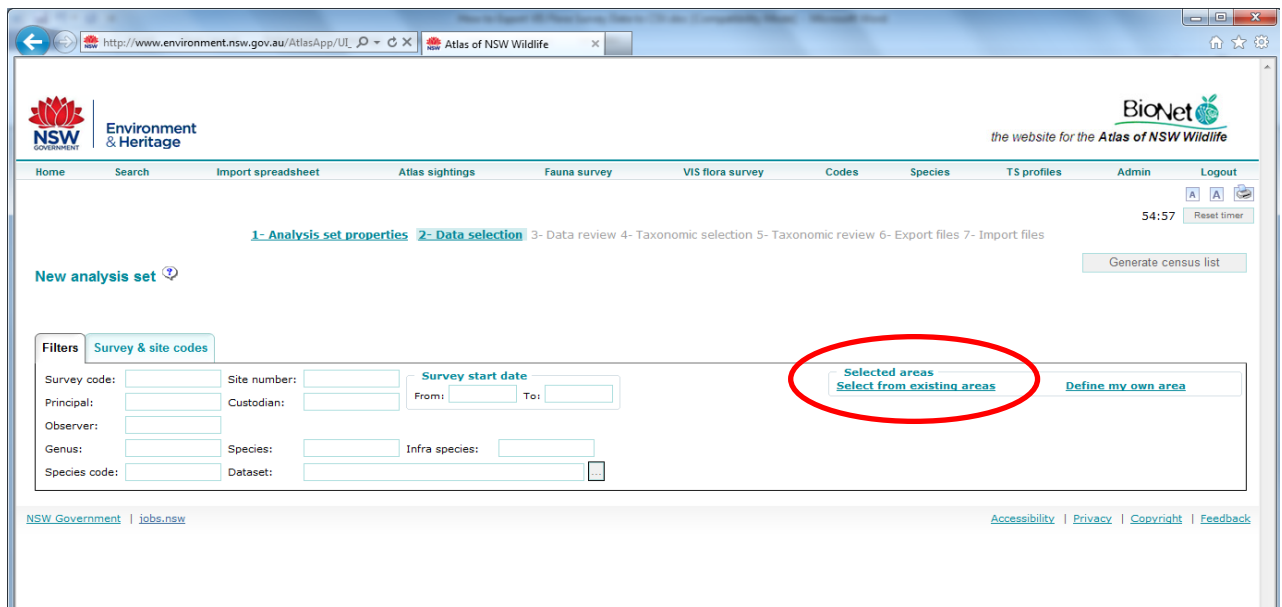 http://www.environment.nsw.gov.au/AtlasApp/UI_
Atlas of NSW Wildlife
NSW
GOVERNMENT
Environment
& Heritage
BioNet
the website for the Atlas of NSW Wildlife
Home Search Import spreadsheet Atlas sightings Fauna survey VIS flora survey Codes Species TS profiles Admin Logout
A A
54:57 Reset timer
1- Analysis set properties 2- Data selection 3- Data review 4- Taxonomic selection 5- Taxonomic review 6- Export files 7- Import files
Generate census list
New analysis set ?
Filters Survey & site codes
Survey code: Site number: Survey start date Selected areas
Principal: Custodian: From: To: Select from existing areas Define my own area
Observer:
Genus: Species: Infra species:
Species code: Dataset: ...
NSW Government | jobs.nsw Accessibility | Privacy | Copyright | Feedback